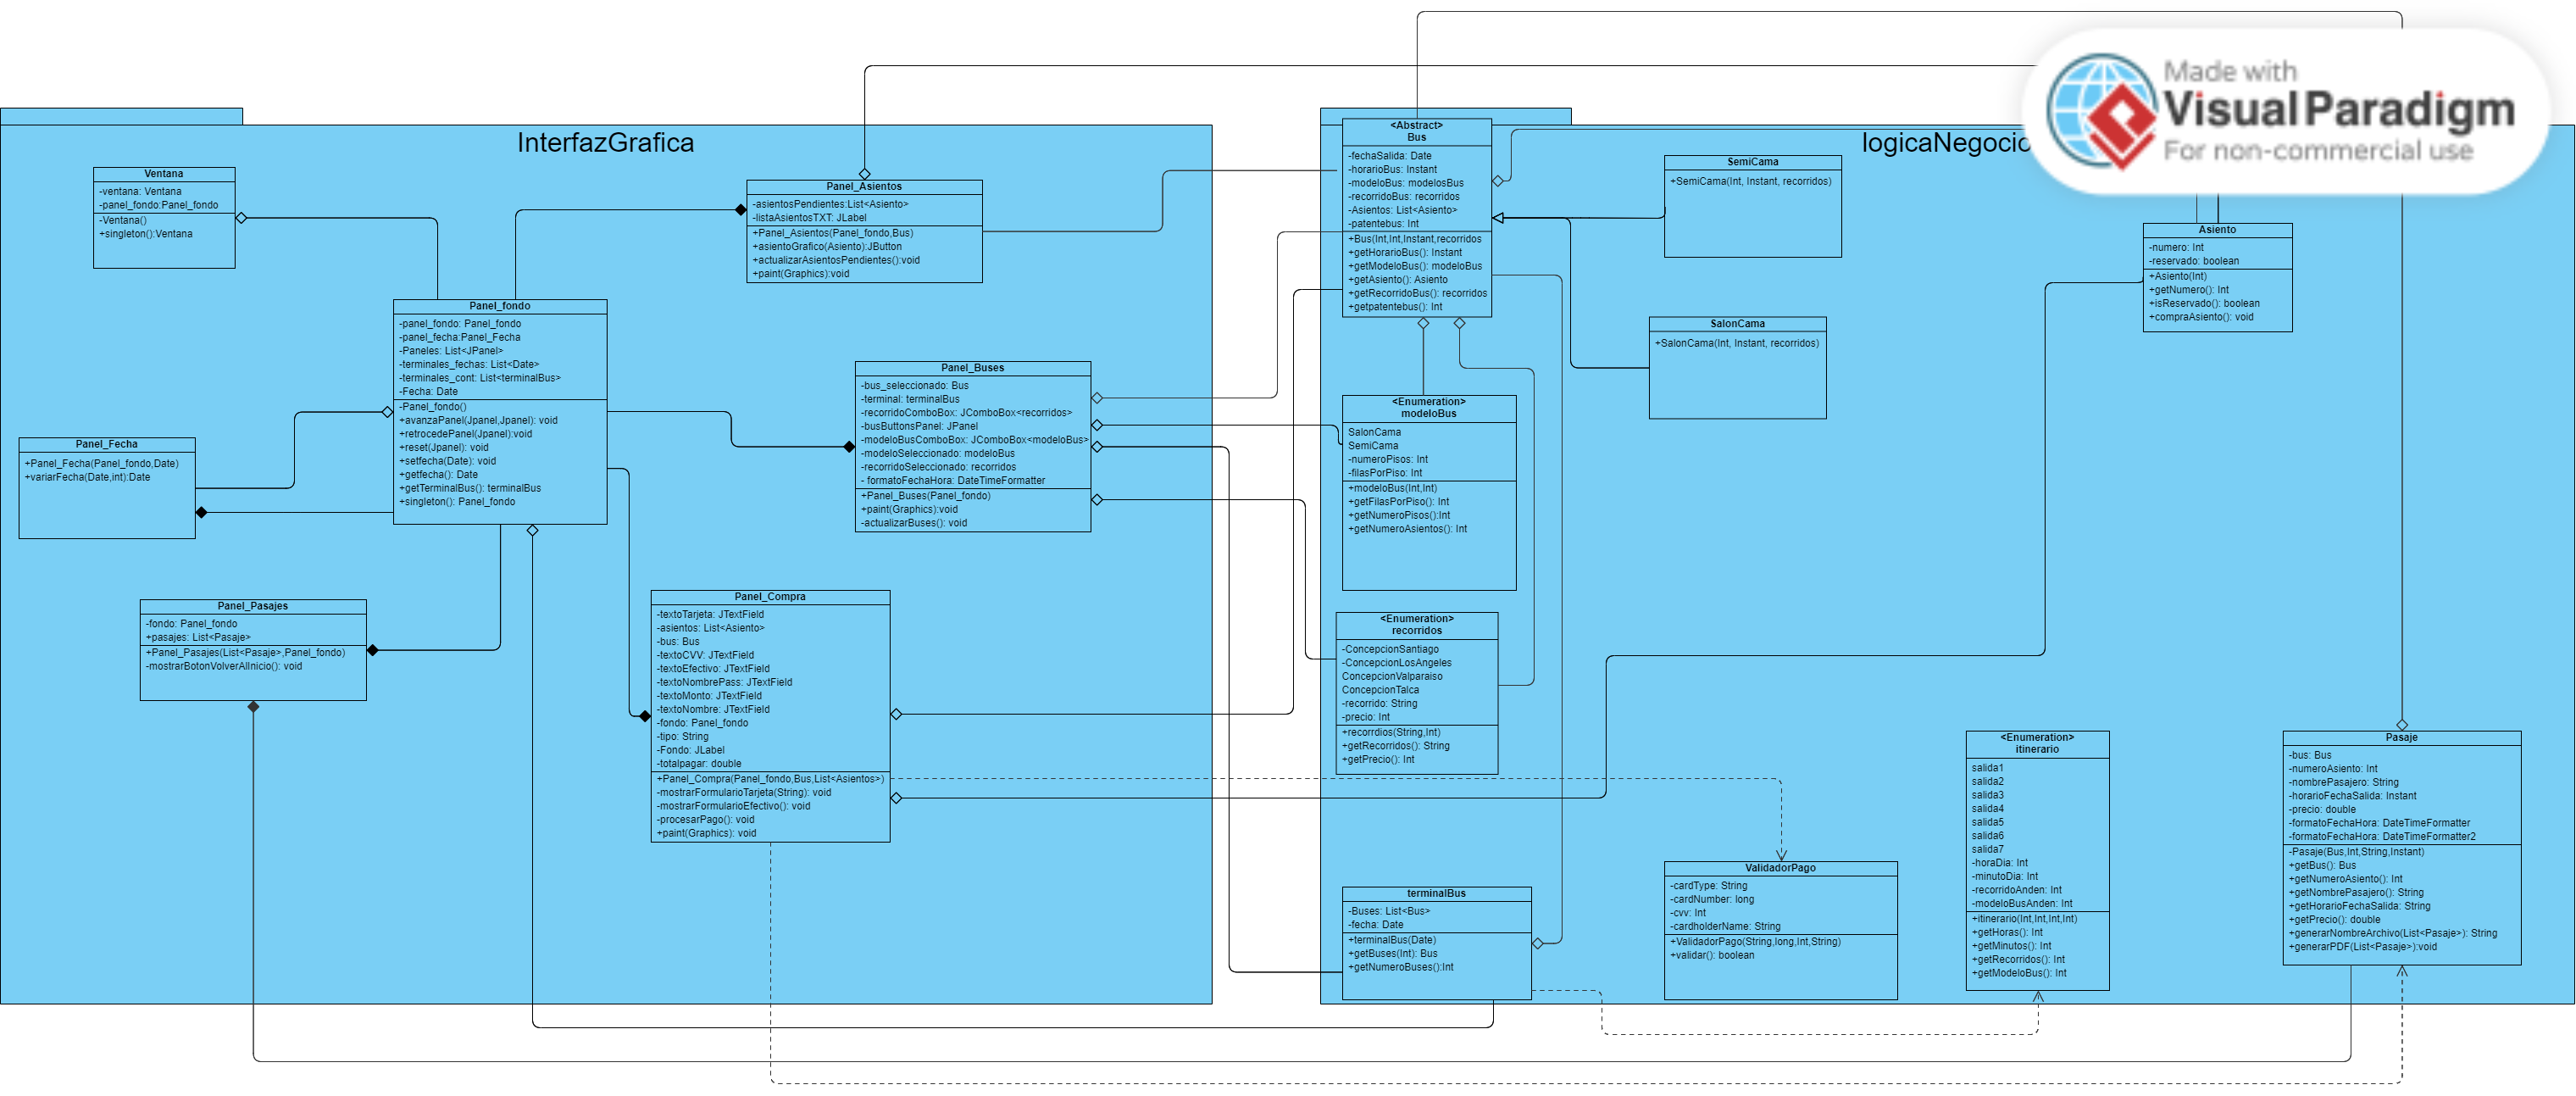 InterfazGrafica
Ventana
-ventana: Ventana
-panel_fondo:Panel_fondo
-Ventana()
+singleton():Ventana
Panel_Asientos
-asientosPendientes:List<Asiento>
-listaAsientosTXT: JLabel
+Panel_Asientos(Panel_fondo,Bus)
+asientoGrafico(Asiento):JButton
+actualizarAsientosPendientes():void
+paint(Graphics):void
Panel_fondo
-panel_fondo: Panel_fondo
-panel_fecha:Panel_Fecha
-Paneles: List<JPanel>
-terminales_fechas: List<Date>
-terminales_cont: List<terminalBus>
-Fecha: Date
-Panel_fondo()
+avanzaPanel(Jpanel,Jpanel): void
+retrocedePanel(Jpanel):void
+reset(Jpanel): void
+setfecha(Date): void
+getfecha(): Date
+getTerminalBus(): terminalBus
+singleton(): Panel_fondo
Panel_Fecha
+Panel_Fecha(Panel_fondo,Date)
+variarFecha(Date,int):Date
Panel_Buses
-bus_seleccionado: Bus
-terminal: terminalBus
-recorridoComboBox: JComboBox<recorridos>
-busButtonsPanel: JPanel
-modeloBusComboBox: JComboBox<modeloBus>
-modeloSeleccionado: modeloBus
-recorridoSeleccionado: recorridos
- formatoFechaHora: DateTimeFormatter
+Panel_Buses(Panel_fondo)
+paint(Graphics):void
-actualizarBuses(): void
Panel_Pasajes
-fondo: Panel_fondo
+pasajes: List<Pasaje>
+Panel_Pasajes(List<Pasaje>,Panel_fondo)
-mostrarBotonVolverAlInicio(): void
Panel_Compra
-textoTarjeta: JTextField
-asientos: List<Asiento>
-bus: Bus
-textoCVV: JTextField
-textoEfectivo: JTextField
-textoNombrePass: JTextField
-textoMonto: JTextField
-textoNombre: JTextField
-fondo: Panel_fondo
-tipo: String
-Fondo: JLabel
-totalpagar: double
+Panel_Compra(Panel_fondo,Bus,List<Asientos>)
-mostrarFormularioTarjeta(String): void
-mostrarFormularioEfectivo(): void
-procesarPago(): void
+paint(Graphics): void
logicaNegocio
Made with
Visual Paradigm
For non-commercial use
<Abstract>
Bus
-fechaSalida: Date
-horarioBus: Instant
-modeloBus: modelosBus
-recorridoBus: recorridos
-Asientos: List<Asiento>
-patentebus: Int
+Bus(Int,Int,Instant,recorridos
+getHorarioBus(): Instant
+getModeloBus(): modeloBus
+getAsiento(): Asiento
+getRecorridoBus(): recorridos
+getpatentebus(): Int
SemiCama
+SemiCama(Int, Instant, recorridos)
SalonCama
+SalonCama(Int, Instant, recorridos)
Asiento
-numero: Int
-reservado: boolean
+Asiento(Int)
+getNumero(): Int
+isReservado(): boolean
+compraAsiento(): void
<Enumeration>
modeloBus
SalonCama
SemiCama
-numeroPisos: Int
-filasPorPiso: Int
+modeloBus(Int,Int)
+getFilasPorPiso(): Int
+getNumeroPisos():Int
+getNumeroAsientos(): Int
<Enumeration>
recorridos
-ConcepcionSantiago
-ConcepcionLosAngeles
ConcepcionValparaiso
ConcepcionTalca
-recorrido: String
-precio: Int
+recorrdios(String,Int)
+getRecorridos(): String
+getPrecio(): Int
terminalBus
-Buses: List<Bus>
-fecha: Date
+terminalBus(Date)
+getBuses(Int): Bus
+getNumeroBuses():Int
ValidadorPago
-cardType: String
-cardNumber: long
-cvv: Int
-cardholderName: String
+ValidadorPago(String,long,Int,String)
+validar(): boolean
<Enumeration>
itinerario
salida1
salida2
salida3
salida4
salida5
salida6
salida7
-horaDia: Int
-minutoDia: Int
-recorridoAnden: Int
-modeloBusAnden: Int
+itinerario(Int,Int,Int,Int)
+getHoras(): Int
+getMinutos(): Int
+getRecorridos(): Int
+getModeloBus(): Int
Pasaje
-bus: Bus
-numeroAsiento: Int
-nombrePasajero: String
-horarioFechaSalida: Instant
-precio: double
-formatoFechaHora: DateTimeFormatter
-formatoFechaHora: DateTimeFormatter2
-Pasaje(Bus,Int,String,Instant)
+getBus(): Bus
+getNumeroAsiento(): Int
+getNombrePasajero(): String
+getHorarioFechaSalida: String
+getPrecio(): double
+generarNombreArchivo(List<Pasaje>): String
+generarPDF(List<Pasaje>):void